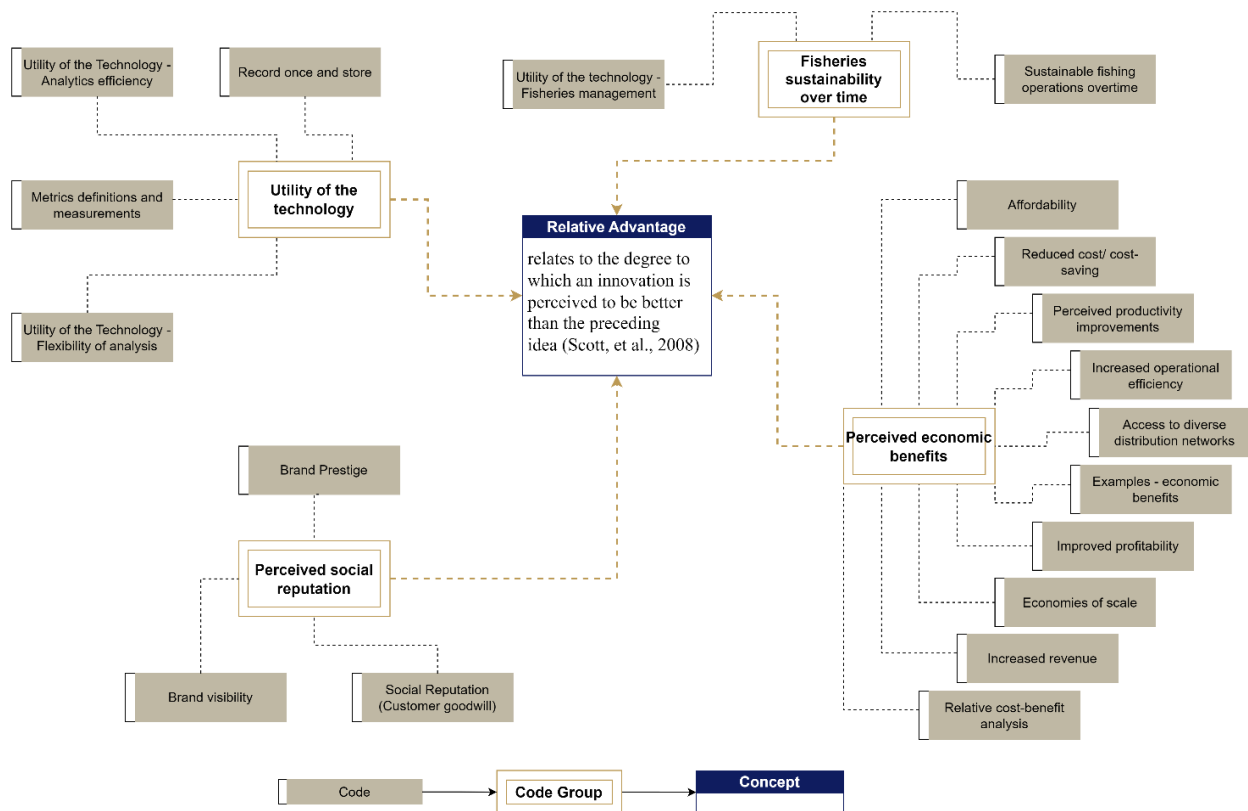 Utility of the Technology -
Analytics efficiency
Record once and store
Utility of the technology -
Fisheries management
Fisheries
sustainability
over time
Sustainable fishing
operations overtime
Metrics definitions and
measurements
Utility of the
technology
Utility of the Technology -
Flexibility of analysis
Relative Advantage
relates to the degree to
which an innovation is
perceived to be better
than the preceding
idea (Scott, et al., 2008)
Affordability
Reduced cost/ cost-
saving
Perceived productivity
improvements
Increased operational
efficiency
Perceived economic
benefits
Access to diverse
distribution networks
Examples - economic
benefits
Improved profitability
Economies of scale
Increased revenue
Relative cost-benefit
analysis
Brand Prestige
Perceived social
reputation
Brand visibility
Social Reputation
(Customer goodwill)
Code
Code Group
Concept